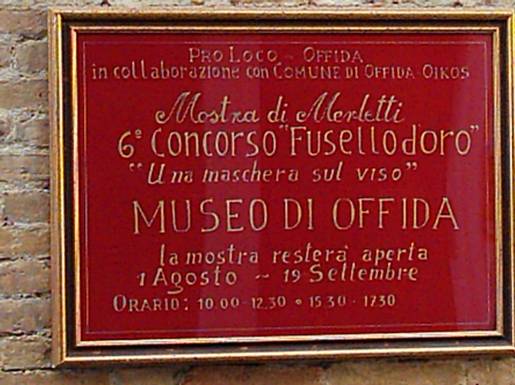 PRO LOCO - OFFIDA
in collaborazione con COMUNE DI OFFIDA-OIKOS
Mostra di Merletti
6° Concorso "Fusello d'oro"
"Una maschera sul viso"
MUSEO DI OFFIDA
la mostra resterà aperta
1 Agosto - 19 Settembre
ORARIO: 10.00-12.30 • 15.30-17.30